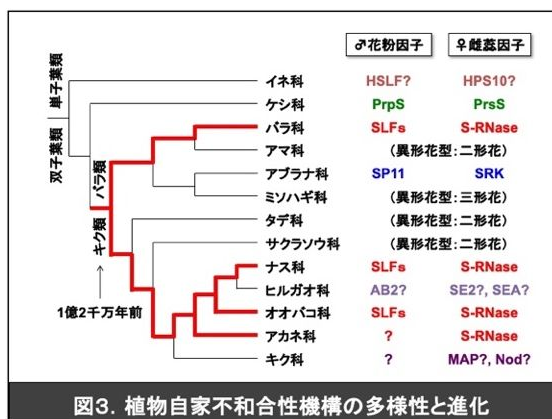 ♂花粉因子 ♀雌蕊因子
単子葉類
双子葉類
バラ類
キク類
1億2千万年前
イネ科 HSLF? HPS10?
ケシ科 PrpS PrsS
バラ科 SLFs S-RNase
アマ科 (異形花型:二形花)
アブラナ科 SP11 SRK
ミソハギ科 (異形花型:三形花)
タデ科 (異形花型:二形花)
サクラソウ科 (異形花型:二形花)
ナス科 SLFs S-RNase
ヒルガオ科 AB2? SE2?, SEA?
オオバコ科 SLFs S-RNase
アカネ科 ? S-RNase
キク科 ? MAP?, Nod?
図3. 植物自家不和合性機構の多様性と進化